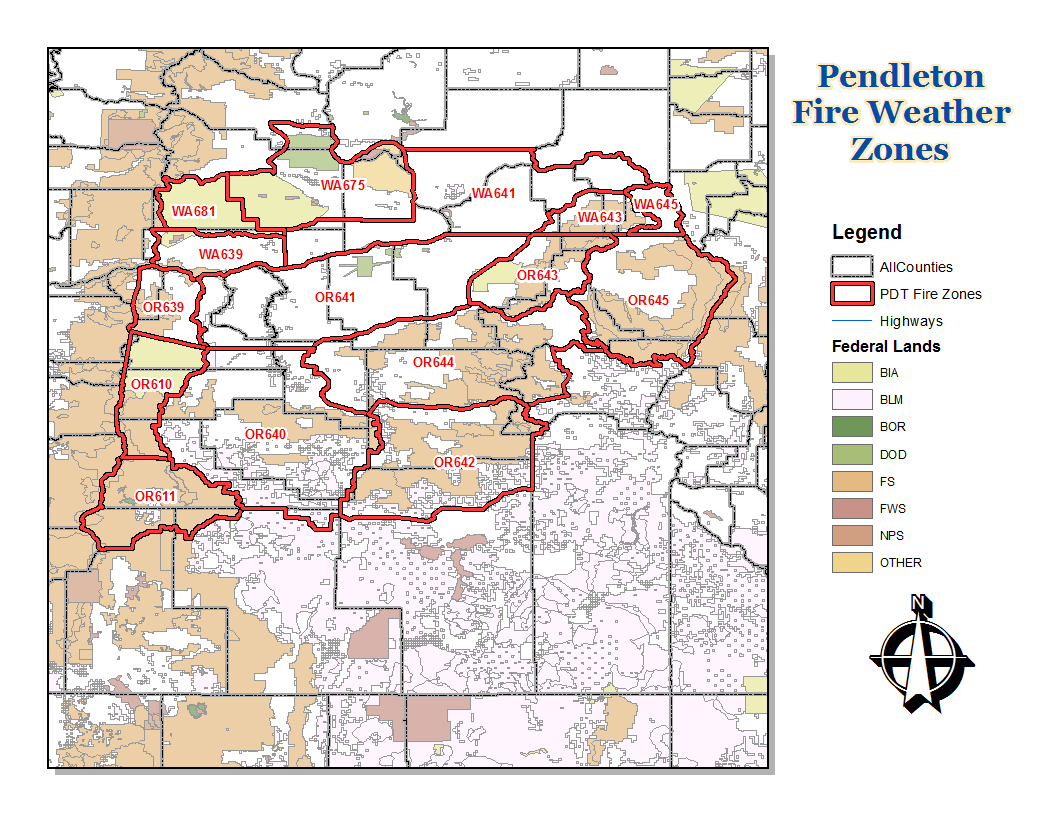 Pendleton
Fire Weather
Zones
WA675
WA641
WA681
WA645
WA643
WA639
OR643
OR641
OR645
OR639
OR644
OR610
OR640
OR642
OR611
Legend
AllCounties
PDT Fire Zones
Highways
Federal Lands
BIA
BLM
BOR
DOD
FS
FWS
NPS
OTHER
N